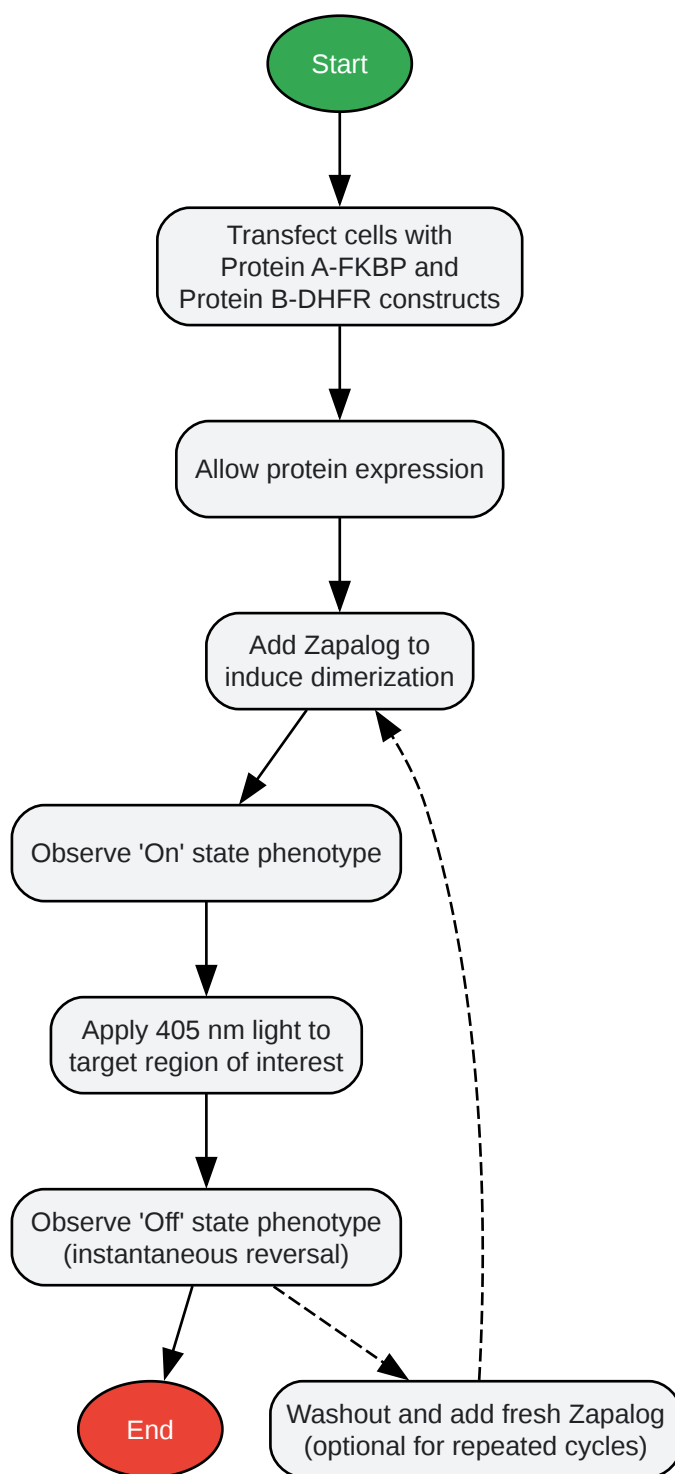 Start
Transfect cells with
Protein A-FKBP and
Protein B-DHFR constructs
Allow protein expression
Add Zapalog to
induce dimerization
Observe 'On' state phenotype
Apply 405 nm light to
target region of interest
Observe 'Off' state phenotype
(instantaneous reversal)
End
Washout and add fresh Zapalog
(optional for repeated cycles)